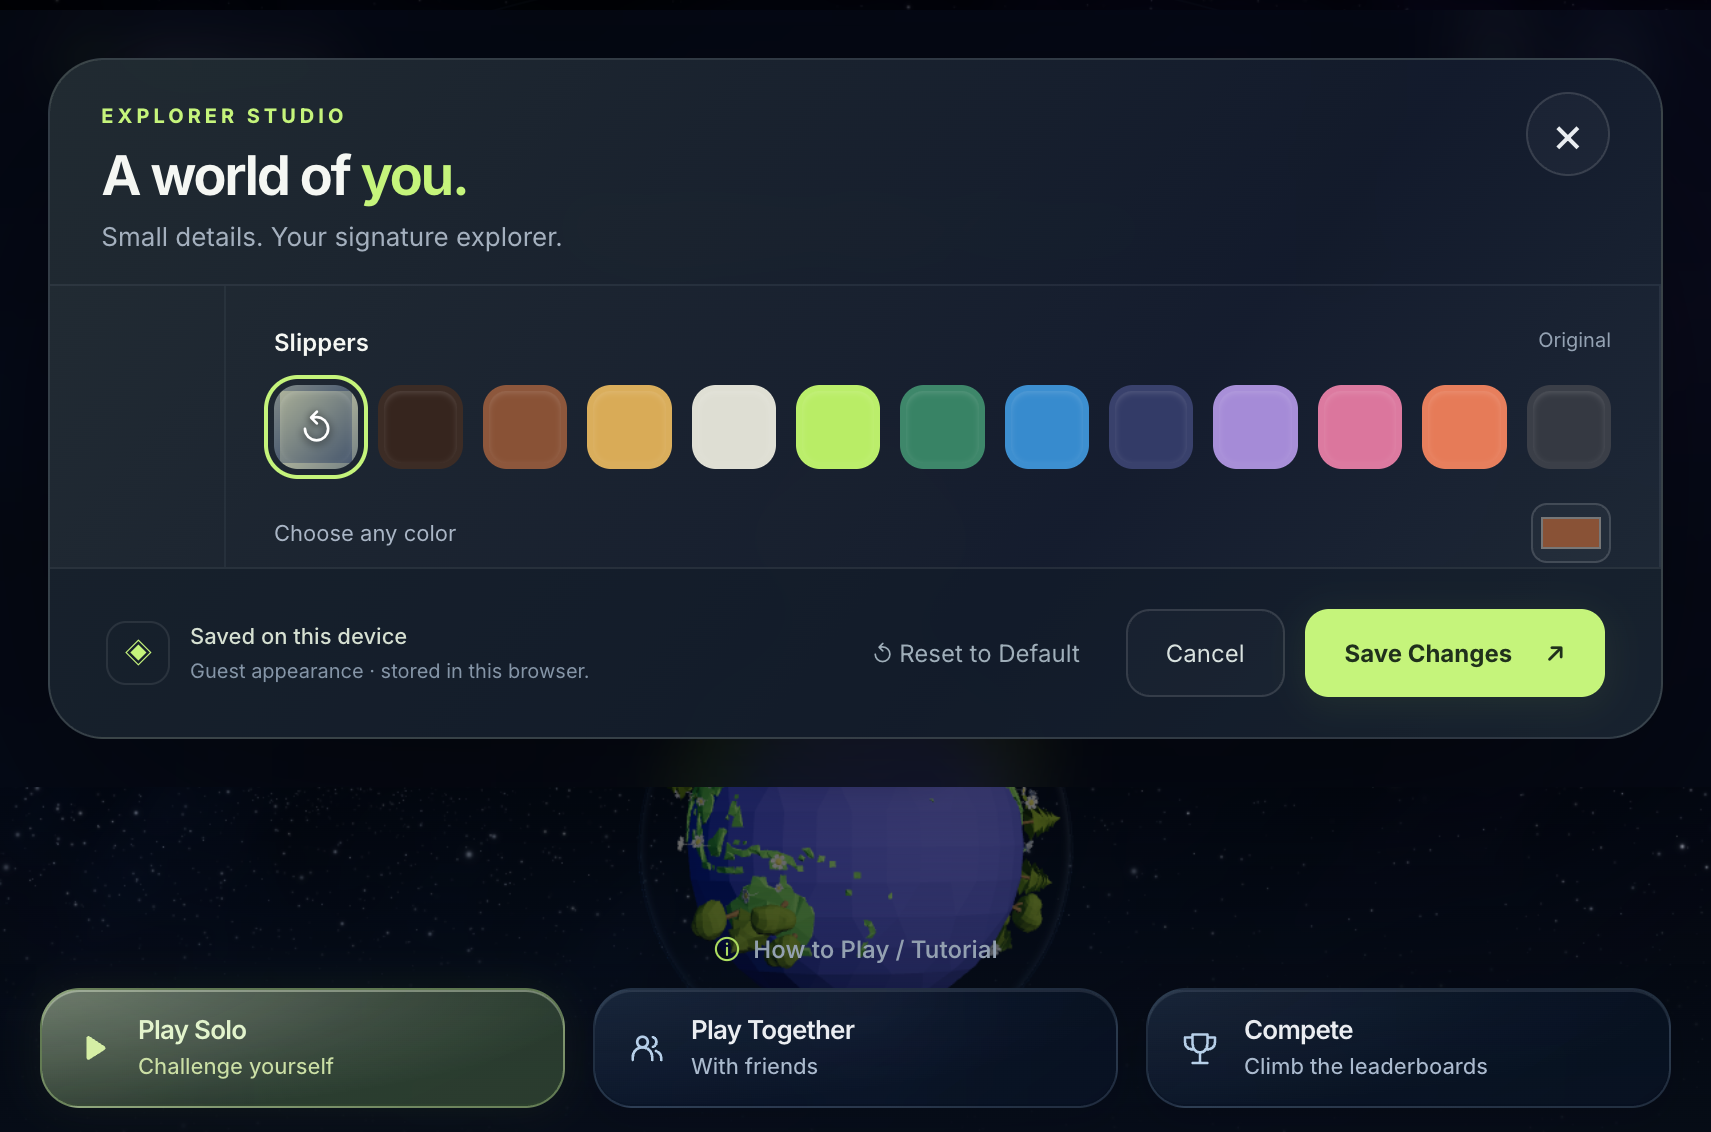 EXPLORER STUDIO
A world of you.
Small details. Your signature explorer.
Slippers
Original
Choose any color
Saved on this device
Guest appearance · stored in this browser.
Reset to Default
Cancel
Save Changes
How to Play / Tutorial
Play Solo
Challenge yourself
Play Together
With friends
Compete
Climb the leaderboards